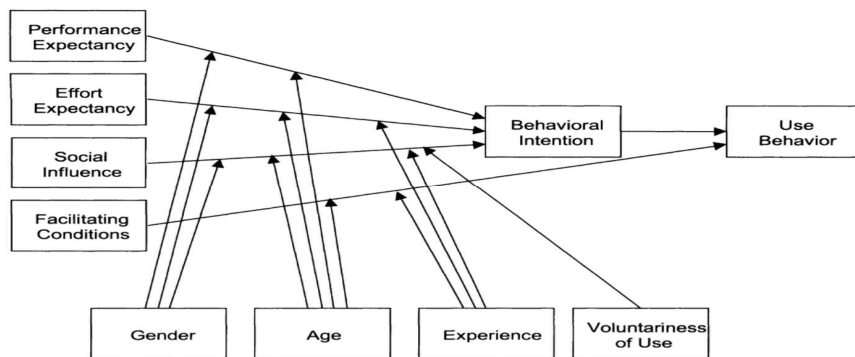 Performance
Expectancy
Effort
Expectancy
Social
Influence
Facilitating
Conditions
Behavioral
Intention
Use
Behavior
Gender
Age
Experience
Voluntariness
of Use